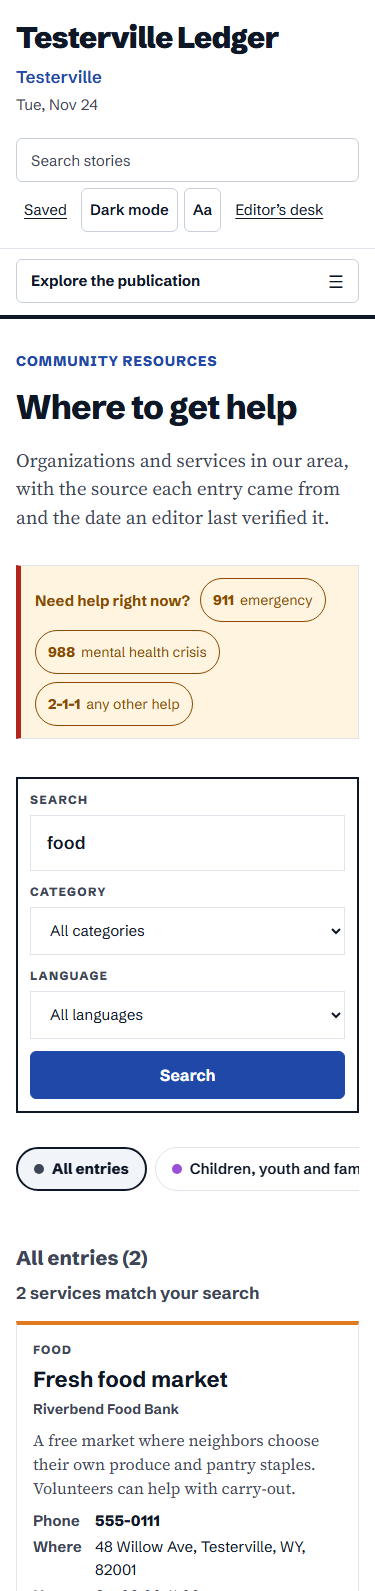 Testerville Ledger
Testerville
Tue, Nov 24
Search stories
Saved Dark mode Aa Editor’s desk
Explore the publication ☰
COMMUNITY RESOURCES
Where to get help
Organizations and services in our area,
with the source each entry came from
and the date an editor last verified it.
Need help right now? 911 emergency
988 mental health crisis
2-1-1 any other help
SEARCH
food
CATEGORY
All categories
LANGUAGE
All languages
Search
All entries Children, youth and fam
All entries (2)
2 services match your search
FOOD
Fresh food market
Riverbend Food Bank
A free market where neighbors choose
their own produce and pantry staples.
Volunteers can help with carry-out.
Phone 555-0111
Where 48 Willow Ave, Testerville, WY,
82001